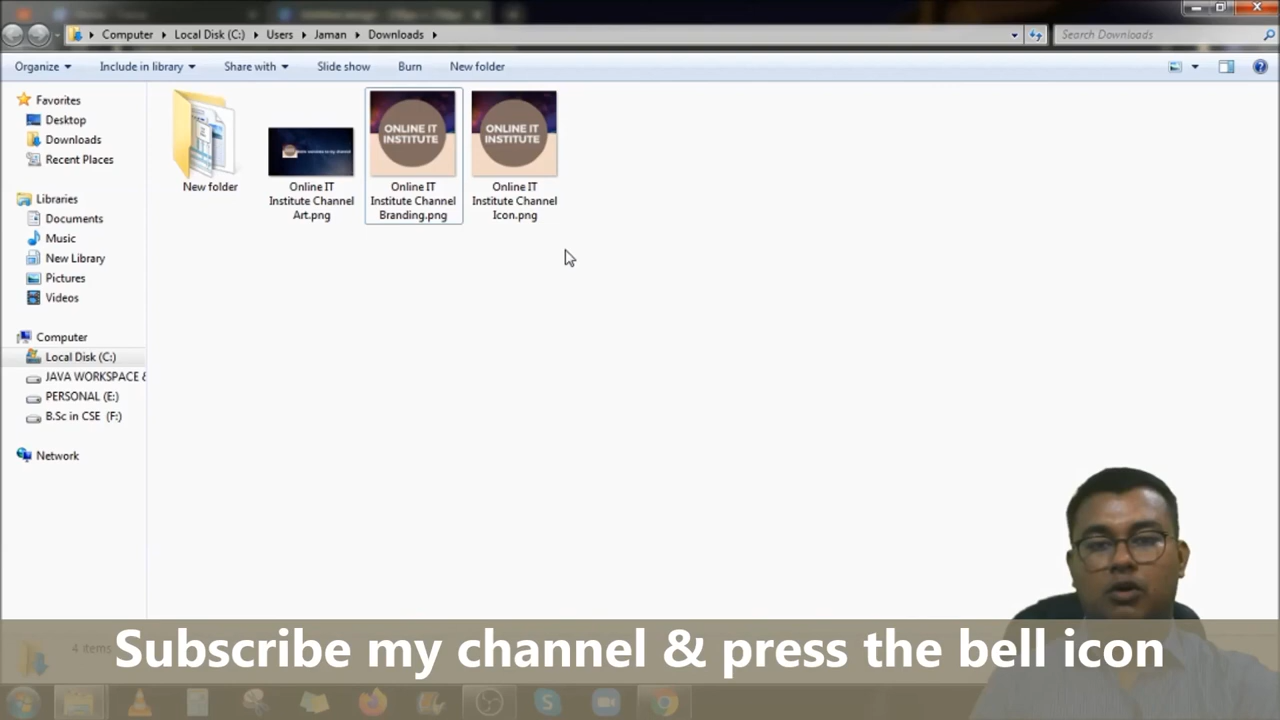 Computer Local Disk (C:) Users Jaman Downloads
Search Downloads
Organize Include in library Share with Slide show Burn New folder
Favorites
Desktop
Downloads
Recent Places
Libraries
Documents
Music
New Library
Pictures
Videos
Computer
Local Disk (C:)
JAVA WORKSPACE &
PERSONAL (E:)
B.Sc in CSE (F:)
Network
New folder
Online IT
Institute Channel
Art.png
ONLINE IT
INSTITUTE
Online IT
Institute Channel
Branding.png
ONLINE IT
INSTITUTE
Online IT
Institute Channel
Icon.png
4 items
Subscribe my channel & press the bell icon